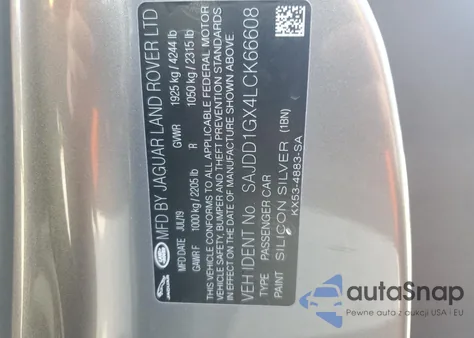 MFD BY JAGUAR LAND ROVER LTD
MFD DATE JUL/19 GVWR 1925 kg / 4244 lb
GAWR F 1000 kg / 2205 lb R 1050 kg / 2315 lb
THIS VEHICLE CONFORMS TO ALL APPLICABLE FEDERAL MOTOR
VEHICLE SAFETY, BUMPER AND THEFT PREVENTION STANDARDS
IN EFFECT ON THE DATE OF MANUFACTURE SHOWN ABOVE.
VEH IDENT No SAJDD1GX4LCK66608
TYPE PASSENGER CAR
PAINT SILICON SILVER (1BN)
KX53-4883-SA
autoSnap
Pewne auto z aukcji USA i EU